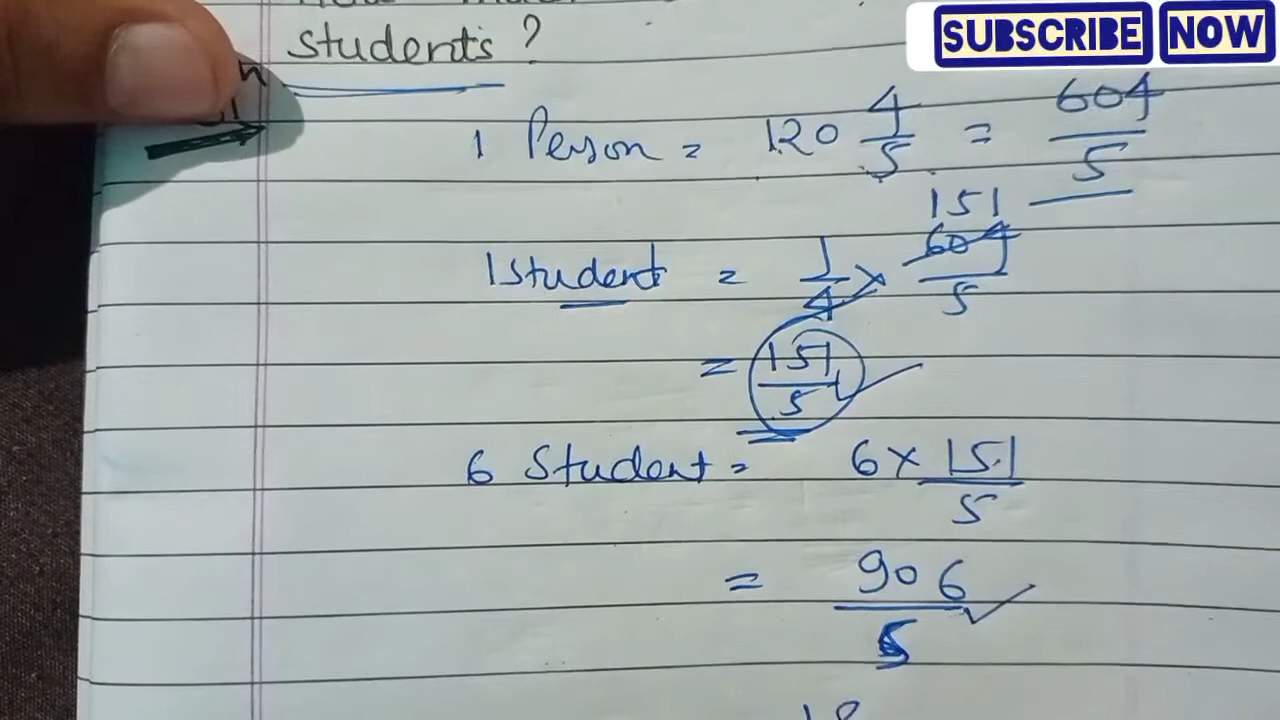 SUBSCRIBE NOW
students ?
1 Person = 120 4/5 = 604/5
151
1 Student = 1/4 × 604/5
= 151/5
6 Student = 6 × 151/5
= 906/5
18